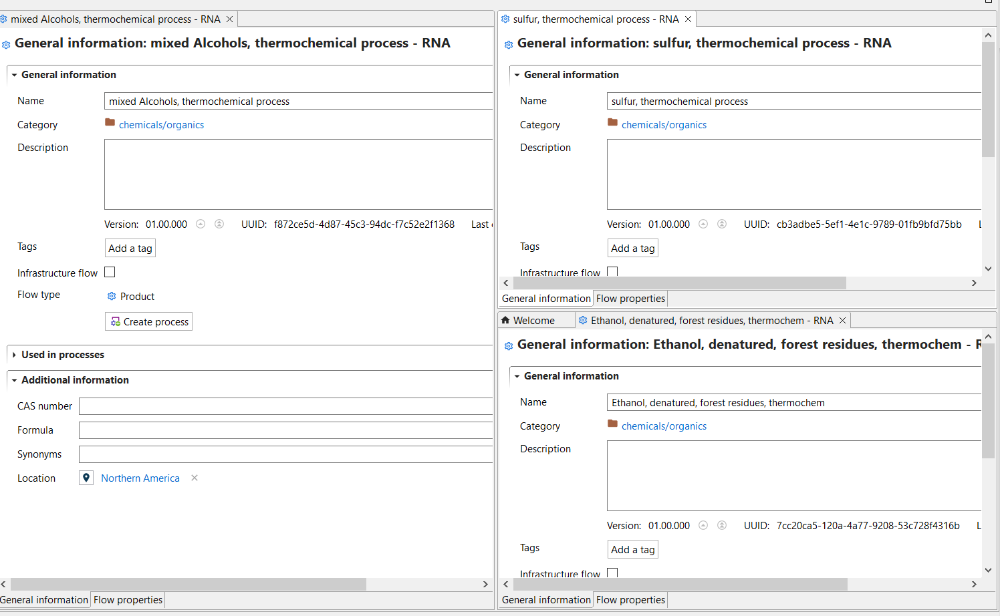 mixed Alcohols, thermochemical process - RNA
General information: mixed Alcohols, thermochemical process - RNA
General information
Name
mixed Alcohols, thermochemical process
Category
chemicals/organics
Description
Version: 01.00.000 UUID: f872ce5d-4d87-45c3-94dc-f7c52e2f1368 Last
Tags
Add a tag
Infrastructure flow
Flow type
Product
Create process
Used in processes
Additional information
CAS number
Formula
Synonyms
Location
Northern America
General information
Flow properties
sulfur, thermochemical process - RNA
General information: sulfur, thermochemical process - RNA
General information
Name
sulfur, thermochemical process
Category
chemicals/organics
Description
Version: 01.00.000 UUID: cb3adbe5-5ef1-4e1c-9789-01fb9bfd75bb
Tags
Add a tag
Infrastructure flow
General information
Flow properties
Welcome
Ethanol, denatured, forest residues, thermochem - RNA
General information: Ethanol, denatured, forest residues, thermochem - R
General information
Name
Ethanol, denatured, forest residues, thermochem
Category
chemicals/organics
Description
Version: 01.00.000 UUID: 7cc20ca5-120a-4a77-9208-53c728f4316b
Tags
Add a tag
Infrastructure flow
General information
Flow properties